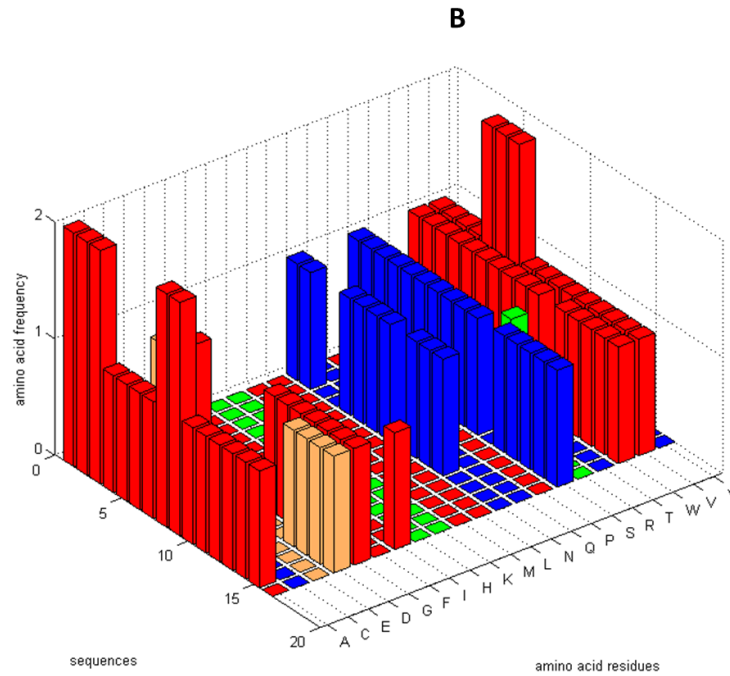 B
2
1
0
amino acid frequency
0
5
10
15
20
A C E D G F I H K M L N Q P S R T W V Y
sequences
amino acid residues